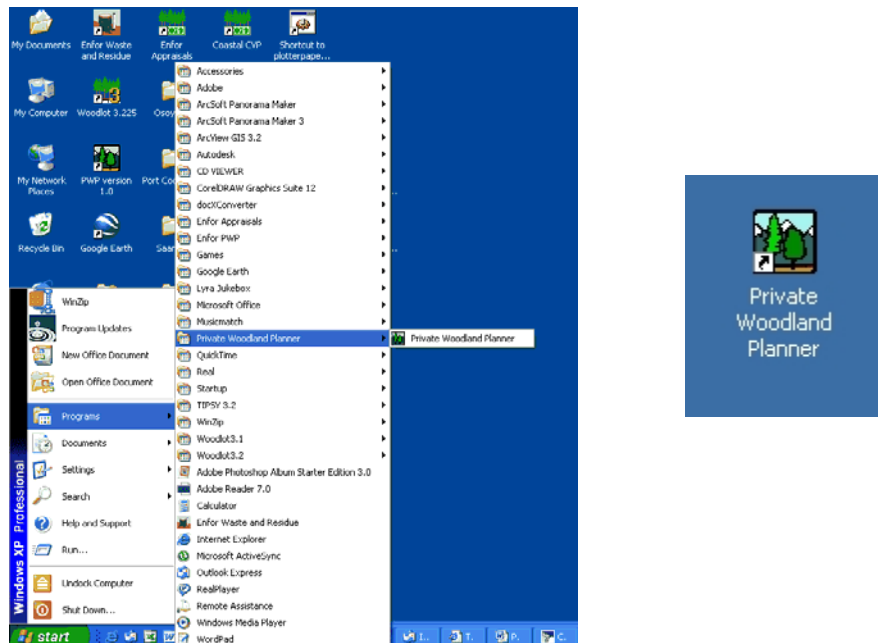 My Documents
Enfor Waste
and Residue
Enfor
Appraisals
Coastal CVP
Shortcut to
plotterpape...
My Computer
Woodlot 3.225
My Network
Places
PWP version
1.0
Recycle Bin
Google Earth
WinZip
Program Updates
New Office Document
Open Office Document
Programs
Documents
Settings
Search
Help and Support
Run...
Undock Computer
Shut Down...
Windows XP Professional
start
Accessories
Adobe
ArcSoft Panorama Maker
ArcSoft Panorama Maker 3
ArcView GIS 3.2
Autodesk
CD VIEWER
CorelDRAW Graphics Suite 12
docXConverter
Enfor Appraisals
Enfor PWP
Games
Google Earth
Lyra Jukebox
Microsoft Office
Musicmatch
Private Woodland Planner
QuickTime
Real
Startup
TIPSY 3.2
WinZip
Woodlot3.1
Woodlot3.2
Adobe Photoshop Album Starter Edition 3.0
Adobe Reader 7.0
Calculator
Enfor Waste and Residue
Internet Explorer
Microsoft ActiveSync
Outlook Express
RealPlayer
Remote Assistance
Windows Media Player
WordPad
Private Woodland Planner
I...
T.
P.
C.
Private
Woodland
Planner